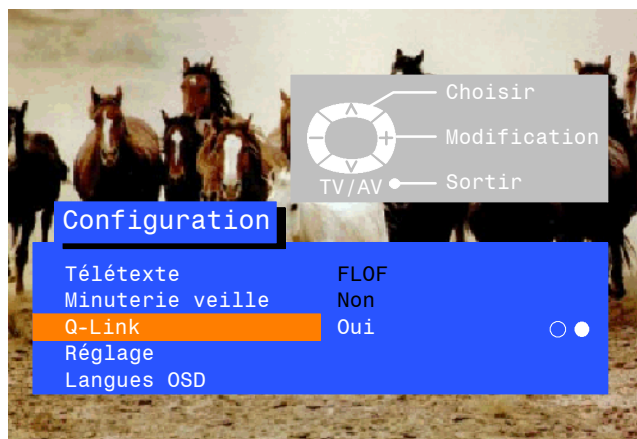 Choisir
Modification
TV/AV Sortir
Configuration
Télétexte FLOF
Minuterie veille Non
Q-Link Oui
Réglage
Langues OSD